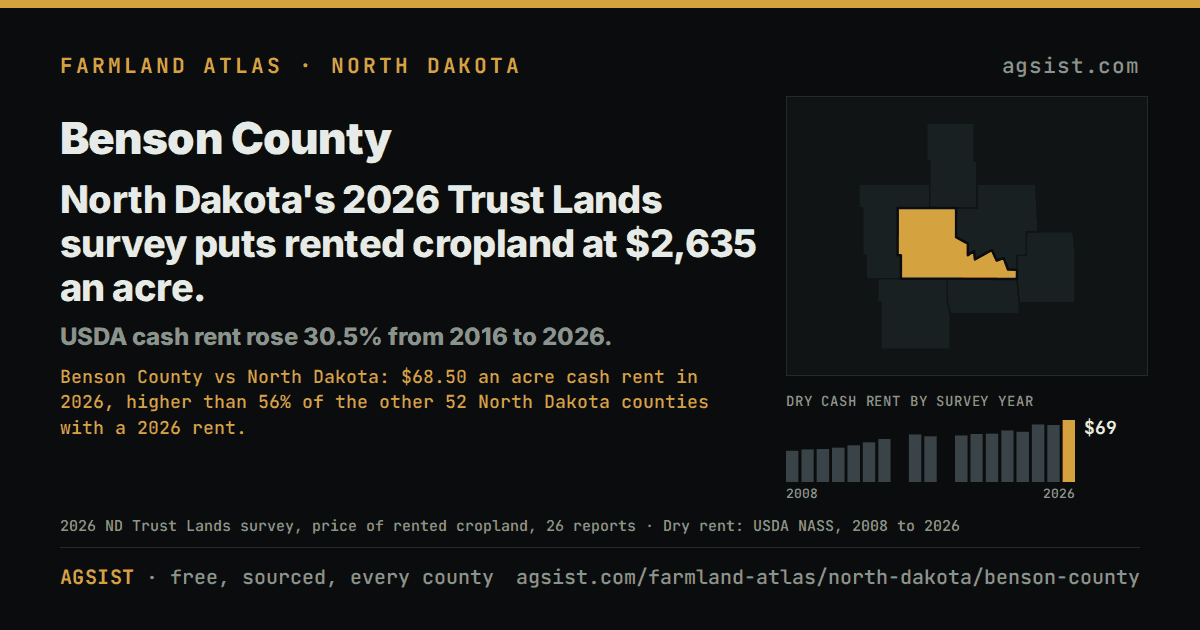 FARMLAND ATLAS · NORTH DAKOTA
agsist.com
Benson County
North Dakota's 2026 Trust Lands
survey puts rented cropland at $2,635
an acre.
USDA cash rent rose 30.5% from 2016 to 2026.
Benson County vs North Dakota: $68.50 an acre cash rent in
2026, higher than 56% of the other 52 North Dakota counties
with a 2026 rent.
DRY CASH RENT BY SURVEY YEAR
$69
2008
2026
2026 ND Trust Lands survey, price of rented cropland, 26 reports · Dry rent: USDA NASS, 2008 to 2026
AGSIST · free, sourced, every county
agsist.com/farmland-atlas/north-dakota/benson-county